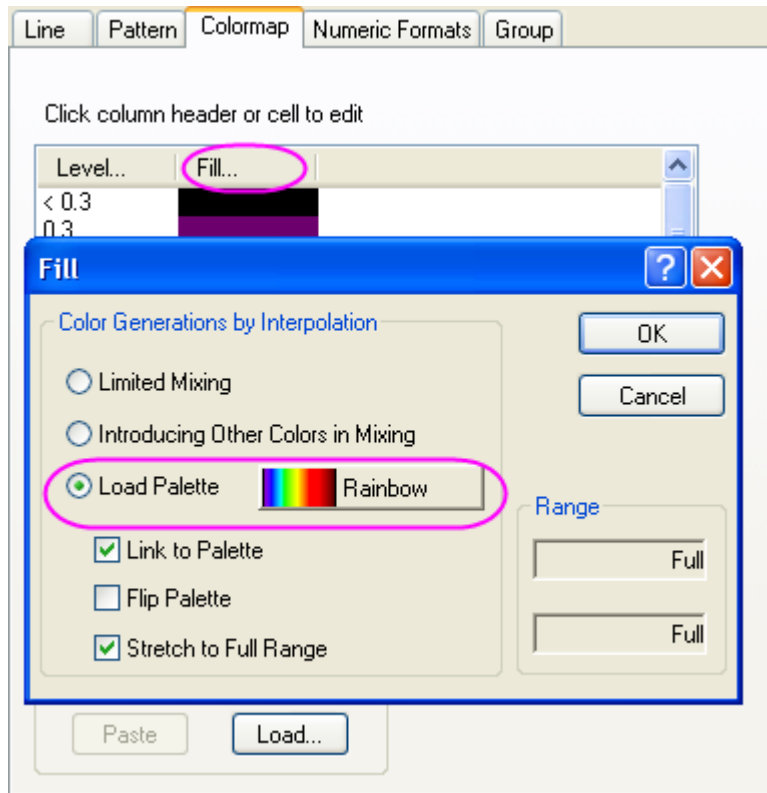 Line Pattern Colormap Numeric Formats Group
Click column header or cell to edit
Level... Fill...
< 0.3
0.3
Fill
Color Generations by Interpolation
OK
Limited Mixing
Cancel
Introducing Other Colors in Mixing
Load Palette Rainbow
Range
Link to Palette
Full
Flip Palette
Full
Stretch to Full Range
Paste Load...